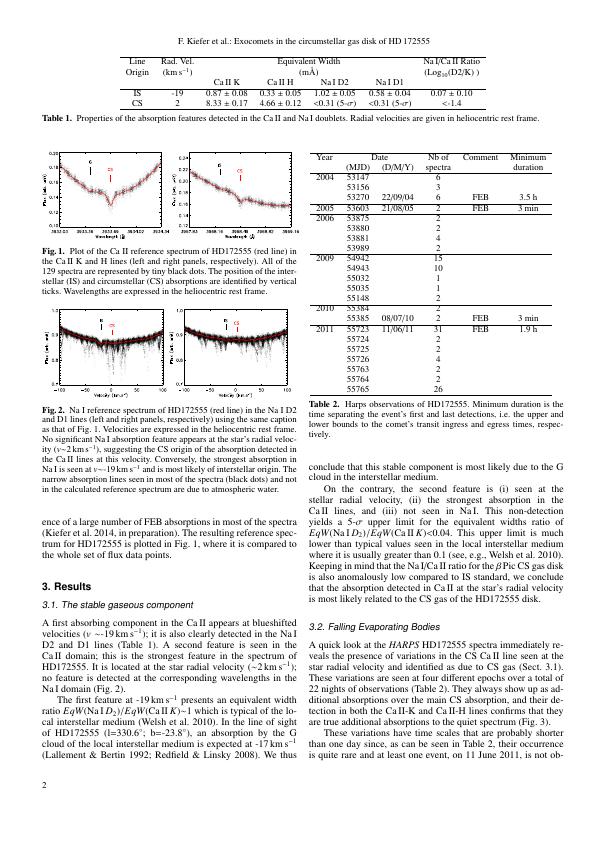 F. Kiefer et al.: Exocomets in the circumstellar gas disk of HD 172555
Line Rad. Vel. Equivalent Width Na I/Ca II Ratio
Origin (km s−1) (mÅ) (Log10(D2/K) )
Ca II K Ca II H Na I D2 Na I D1
IS -19 0.87 ± 0.08 0.33 ± 0.05 1.02 ± 0.05 0.58 ± 0.04 0.07 ± 0.10
CS 2 8.33 ± 0.17 4.66 ± 0.12 <0.31 (5-σ) <0.31 (5-σ) <-1.4
Table 1. Properties of the absorption features detected in the Ca II and Na I doublets. Radial velocities are given in heliocentric rest frame.
Fig. 1. Plot of the Ca II reference spectrum of HD172555 (red line) in
the Ca II K and H lines (left and right panels, respectively). All of the
129 spectra are represented by tiny black dots. The position of the inter-
stellar (IS) and circumstellar (CS) absorptions are identified by vertical
ticks. Wavelengths are expressed in the heliocentric rest frame.
Fig. 2. Na I reference spectrum of HD172555 (red line) in the Na I D2
and D1 lines (left and right panels, respectively) using the same caption
as that of Fig. 1. Velocities are expressed in the heliocentric rest frame.
No significant Na I absorption feature appears at the star's radial veloc-
ity (v~2 km s−1), suggesting the CS origin of the absorption detected in
the Ca II lines at this velocity. Conversely, the strongest absorption in
Na I is seen at v~-19 km s−1 and is most likely of interstellar origin. The
narrow absorption lines seen in most of the spectra (black dots) and not
in the calculated reference spectrum are due to atmospheric water.
ence of a large number of FEB absorptions in most of the spectra
(Kiefer et al. 2014, in preparation). The resulting reference spec-
trum for HD172555 is plotted in Fig. 1, where it is compared to
the whole set of flux data points.
3. Results
3.1. The stable gaseous component
A first absorbing component in the Ca II appears at blueshifted
velocities (v ~-19 km s−1); it is also clearly detected in the Na I
D2 and D1 lines (Table 1). A second feature is seen in the
Ca II domain; this is the strongest feature in the spectrum of
HD172555. It is located at the star radial velocity (~2 km s−1);
no feature is detected at the corresponding wavelengths in the
Na I domain (Fig. 2).
The first feature at -19 km s−1 presents an equivalent width
ratio EqW(Na I D2)/EqW(Ca II K)~1 which is typical of the lo-
cal interstellar medium (Welsh et al. 2010). In the line of sight
of HD172555 (l=330.6°; b=-23.8°), an absorption by the G
cloud of the local interstellar medium is expected at -17 km s−1
(Lallement & Bertin 1992; Redfield & Linsky 2008). We thus
Year Date Nb of Comment Minimum
(MJD) (D/M/Y) spectra duration
2004 53147 6
53156 3
53270 22/09/04 6 FEB 3.5 h
2005 53603 21/08/05 2 FEB 3 min
2006 53875 2
53880 2
53881 4
53989 2
2009 54942 15
54943 10
55032 1
55035 1
55148 2
2010 55384 2
55385 08/07/10 2 FEB 3 min
2011 55723 11/06/11 31 FEB 1.9 h
55724 2
55725 2
55726 4
55763 2
55764 2
55765 26
Table 2. Harps observations of HD172555. Minimum duration is the
time separating the event's first and last detections, i.e. the upper and
lower bounds to the comet's transit ingress and egress times, respec-
tively.
conclude that this stable component is most likely due to the G
cloud in the interstellar medium.
On the contrary, the second feature is (i) seen at the
stellar radial velocity, (ii) the strongest absorption in the
Ca II lines, and (iii) not seen in Na I. This non-detection
yields a 5-σ upper limit for the equivalent widths ratio of
EqW(Na I D2)/EqW(Ca II K)<0.04. This upper limit is much
lower than typical values seen in the local interstellar medium
where it is usually greater than 0.1 (see, e.g., Welsh et al. 2010).
Keeping in mind that the Na I/Ca II ratio for the β Pic CS gas disk
is also anomalously low compared to IS standard, we conclude
that the absorption detected in Ca II at the star's radial velocity
is most likely related to the CS gas of the HD172555 disk.
3.2. Falling Evaporating Bodies
A quick look at the HARPS HD172555 spectra immediately re-
veals the presence of variations in the CS Ca II line seen at the
star radial velocity and identified as due to CS gas (Sect. 3.1).
These variations are seen at four different epochs over a total of
22 nights of observations (Table 2). They always show up as ad-
ditional absorptions over the main CS absorption, and their de-
tection in both the Ca II-K and Ca II-H lines confirms that they
are true additional absorptions to the quiet spectrum (Fig. 3).
These variations have time scales that are probably shorter
than one day since, as can be seen in Table 2, their occurrence
is quite rare and at least one event, on 11 June 2011, is not ob-
2